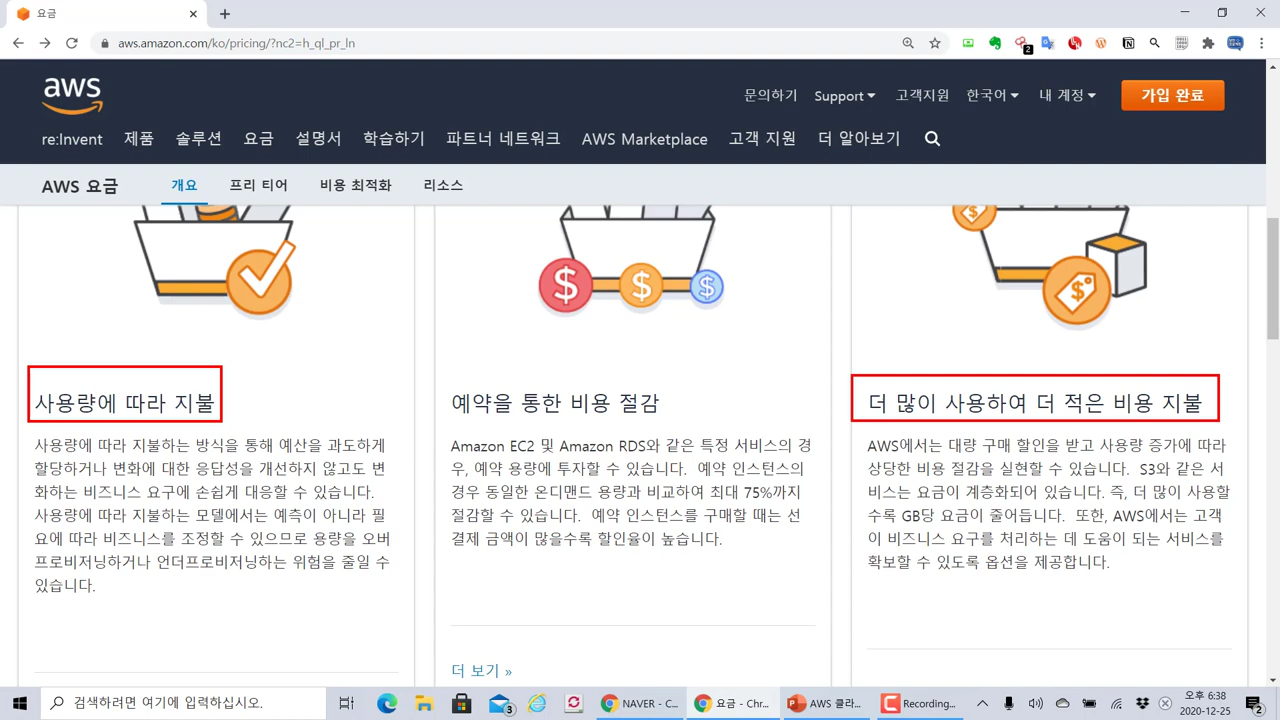 요금
aws.amazon.com/ko/pricing/?nc2=h_ql_pr_ln
2
aws
문의하기 Support 고객지원 한국어 내 계정 가입 완료
re:Invent 제품 솔루션 요금 설명서 학습하기 파트너 네트워크 AWS Marketplace 고객 지원 더 알아보기
AWS 요금 개요 프리 티어 비용 최적화 리소스
사용량에 따라 지불
사용량에 따라 지불하는 방식을 통해 예산을 과도하게
할당하거나 변화에 대한 응답성을 개선하지 않고도 변
화하는 비즈니스 요구에 손쉽게 대응할 수 있습니다.
사용량에 따라 지불하는 모델에서는 예측이 아니라 필
요에 따라 비즈니스를 조정할 수 있으므로 용량을 오버
프로비저닝하거나 언더프로비저닝하는 위험을 줄일 수
있습니다.
예약을 통한 비용 절감
Amazon EC2 및 Amazon RDS와 같은 특정 서비스의 경
우, 예약 용량에 투자할 수 있습니다. 예약 인스턴스의
경우 동일한 온디맨드 용량과 비교하여 최대 75%까지
절감할 수 있습니다. 예약 인스턴스를 구매할 때는 선
결제 금액이 많을수록 할인율이 높습니다.
더 보기 »
더 많이 사용하여 더 적은 비용 지불
AWS에서는 대량 구매 할인을 받고 사용량 증가에 따라
상당한 비용 절감을 실현할 수 있습니다. S3와 같은 서
비스는 요금이 계층화되어 있습니다. 즉, 더 많이 사용할
수록 GB당 요금이 줄어듭니다. 또한, AWS에서는 고객
이 비즈니스 요구를 처리하는 데 도움이 되는 서비스를
확보할 수 있도록 옵션을 제공합니다.
검색하려면 여기에 입력하십시오.
3
NAVER - C...
요금 - Chr...
AWS 클라...
Recording...
오후 6:38
2020-12-25
2